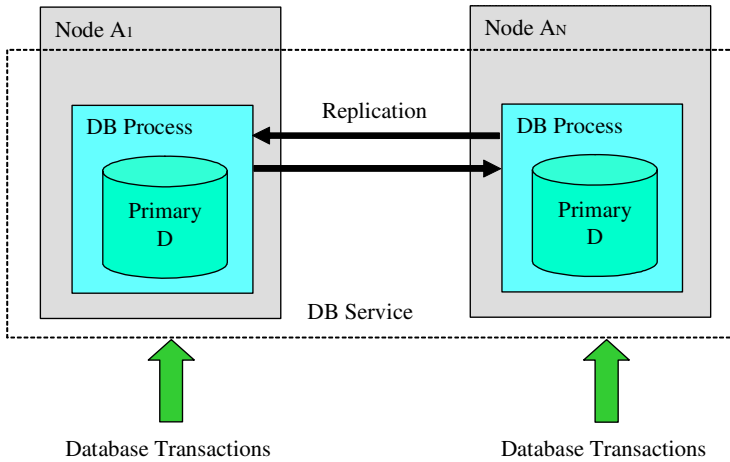 Node A1
Node AN
Replication
DB Process
DB Process
Primary
D
Primary
D
DB Service
Database Transactions
Database Transactions